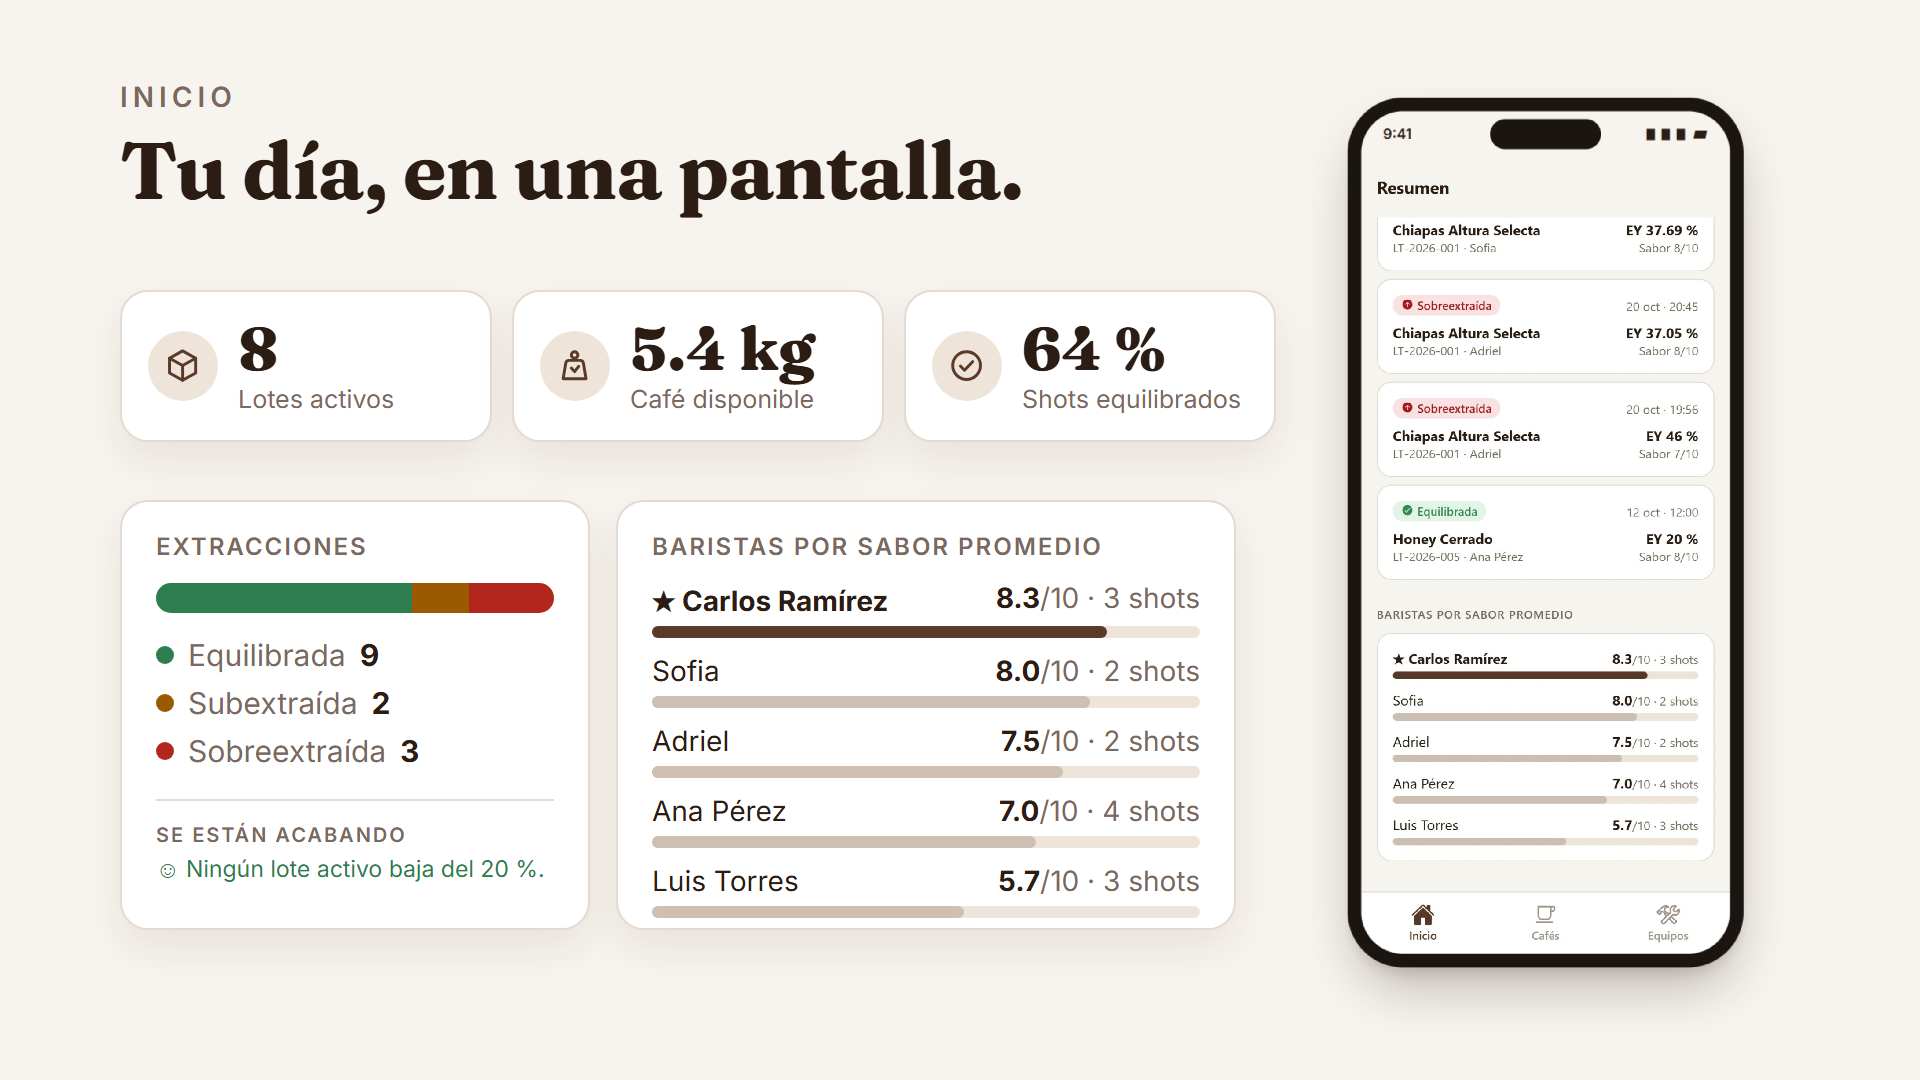 INICIO
Tu día, en una pantalla.
8
Lotes activos
5.4 kg
Café disponible
64 %
Shots equilibrados
EXTRACCIONES
Equilibrada 9
Subextraída 2
Sobreextraída 3
SE ESTÁN ACABANDO
☺ Ningún lote activo baja del 20 %.
BARISTAS POR SABOR PROMEDIO
★ Carlos Ramírez 8.3/10 · 3 shots
Sofia 8.0/10 · 2 shots
Adriel 7.5/10 · 2 shots
Ana Pérez 7.0/10 · 4 shots
Luis Torres 5.7/10 · 3 shots
9:41
Resumen
Chiapas Altura Selecta EY 37.69 %
LT-2026-001 · Sofia Sabor 8/10
Sobreextraída 20 oct · 20:45
Chiapas Altura Selecta EY 37.05 %
LT-2026-001 · Adriel Sabor 8/10
Sobreextraída 20 oct · 19:56
Chiapas Altura Selecta EY 46 %
LT-2026-001 · Adriel Sabor 7/10
Equilibrada 12 oct · 12:00
Honey Cerrado EY 20 %
LT-2026-005 · Ana Pérez Sabor 8/10
BARISTAS POR SABOR PROMEDIO
★ Carlos Ramírez 8.3/10 · 3 shots
Sofia 8.0/10 · 2 shots
Adriel 7.5/10 · 2 shots
Ana Pérez 7.0/10 · 4 shots
Luis Torres 5.7/10 · 3 shots
Inicio Cafés Equipos